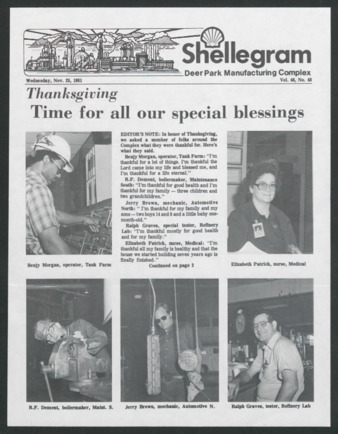 Shellegram
Deer Park Manufacturing Complex
Wednesday, Nov. 25, 1981 Vol. 46, No. 48
Thanksgiving
Time for all our special blessings
EDITOR'S NOTE: In honor of Thanksgiving,
we asked a number of folks around the
Complex what they were thankful for. Here's
what they said.
Benjy Morgan, operator, Tank Farm: "I'm
thankful for a lot of things. I'm thankful the
Lord came into my life and blessed me, and
I'm thankful for a life eternal."
R.F. Dement, boilermaker, Maintenance
South: "I'm thankful for good health and I'm
thankful for my family — three children and
two grandchildren."
Jerry Brown, mechanic, Automotive
North: "I'm thankful for my family and my
sons — two boys 14 and 8 and a little baby one-
month-old."
Ralph Graves, special tester, Refinery
Lab: "I'm thankful mostly for good health
and for my family."
Elizabeth Patrick, nurse, Medical: "I'm
thankful all my family is healthy and that the
house we started building seven years ago is
finally finished."
Continued on page 2
Benjy Morgan, operator, Tank Farm
Elizabeth Patrick, nurse, Medical
R.F. Dement, boilermaker, Maint. S.
Jerry Brown, mechanic, Automotive N.
Ralph Graves, tester, Refinery Lab